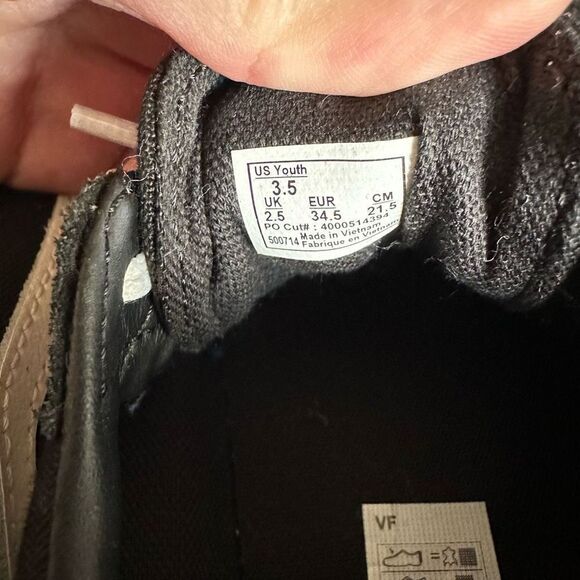 US Youth
3.5
UK EUR CM
2.5 34.5 21.5
PO Cut# : 4000514394
Made in Vietnam
500714 Fabrique en Vietnam
VF
=